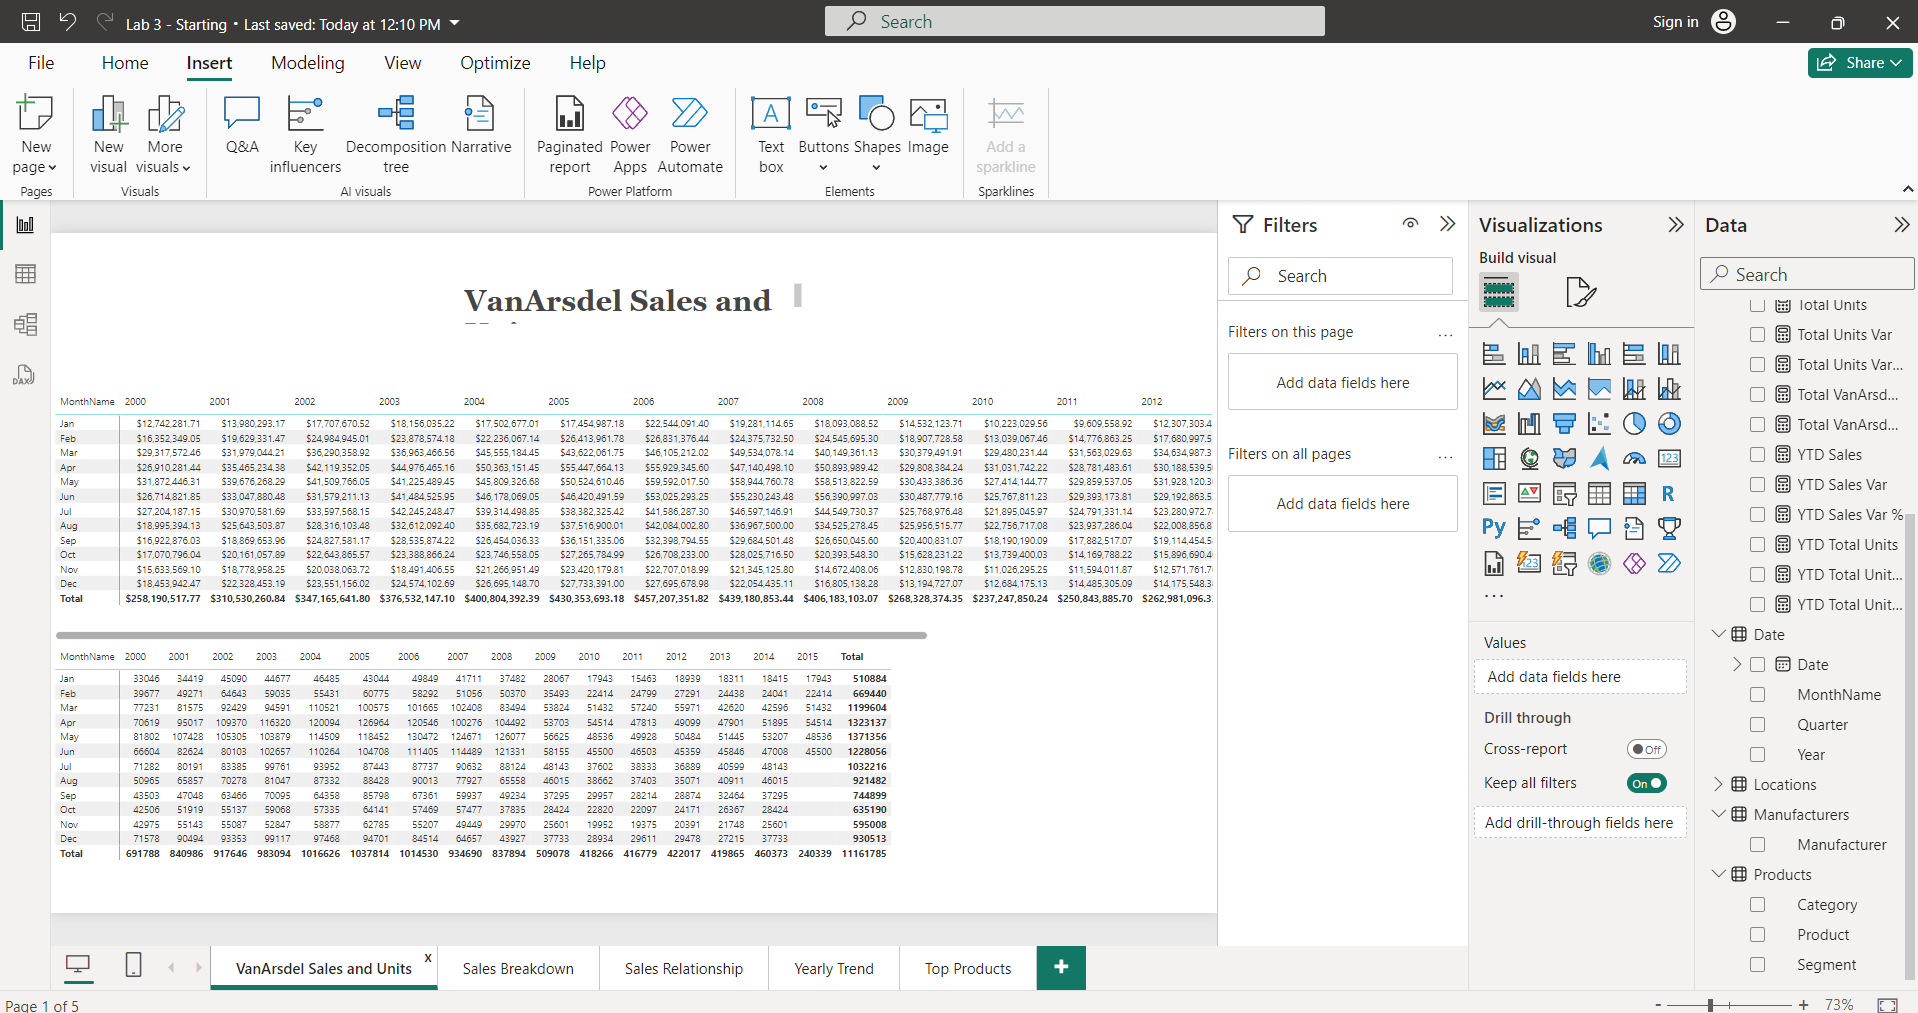 Lab 3 - Starting • Last saved: Today at 12:10 PM
Search
Sign in
File Home Insert Modeling View Optimize Help
Share
New page
New visual
More visuals
Q&A
Key influencers
Decomposition tree
Narrative
Paginated report
Power Apps
Power Automate
Text box
Buttons
Shapes
Image
Add a sparkline
Pages Visuals AI visuals Power Platform Elements Sparklines
VanArsdel Sales and
MonthName 2000 2001 2002 2003 2004 2005 2006 2007 2008 2009 2010 2011 2012
Jan $12,742,281.71 $13,980,293.17 $17,707,670.52 $18,156,035.22 $17,502,677.01 $17,454,987.18 $22,544,091.40 $19,281,114.65 $18,093,088.52 $14,532,123.71 $10,223,029.56 $9,609,558.92 $12,307,303.4
Feb $16,352,349.05 $19,629,331.47 $24,984,945.01 $23,878,574.18 $22,236,067.14 $26,413,961.78 $26,831,376.44 $24,375,732.50 $24,545,695.30 $18,907,728.58 $13,039,067.46 $14,776,863.25 $17,680,997.5
Mar $29,317,572.46 $31,979,044.21 $36,290,358.92 $36,963,466.56 $45,555,184.45 $43,622,061.75 $46,105,212.02 $49,534,078.14 $40,149,361.13 $30,379,491.91 $29,480,231.44 $31,563,029.63 $34,634,987.3
Apr $26,910,281.44 $35,465,234.38 $42,119,352.05 $44,976,465.16 $50,363,151.45 $55,447,664.13 $55,929,345.60 $47,140,498.10 $50,893,989.42 $29,808,384.24 $31,031,742.22 $28,781,483.61 $30,188,539.5
May $31,872,446.31 $39,676,268.29 $41,509,766.05 $41,225,489.45 $45,809,326.68 $50,524,610.46 $59,592,017.50 $58,944,760.78 $58,513,822.59 $30,433,386.36 $27,414,144.77 $29,859,537.05 $31,928,120.3
Jun $26,714,821.85 $33,047,880.48 $31,579,211.13 $41,484,525.95 $46,178,069.05 $46,420,491.59 $53,025,293.25 $55,230,243.48 $56,390,997.03 $30,487,779.16 $25,767,811.23 $29,393,173.81 $29,192,863.5
Jul $27,204,187.15 $30,970,581.69 $33,597,568.15 $42,245,248.47 $39,314,498.85 $38,382,325.42 $41,586,287.30 $46,597,146.91 $44,549,730.37 $25,768,976.48 $21,895,045.97 $24,791,331.14 $23,280,972.7
Aug $18,995,394.13 $25,643,503.87 $28,316,103.48 $32,612,092.40 $35,682,723.19 $37,516,900.01 $42,084,002.80 $36,967,500.00 $34,525,278.45 $25,956,515.77 $22,756,717.08 $23,937,286.04 $22,008,856.8
Sep $16,922,876.03 $18,869,653.96 $24,827,581.17 $28,535,874.22 $26,454,036.33 $36,151,335.06 $32,398,794.55 $29,684,501.48 $26,650,045.60 $20,400,831.07 $18,190,190.09 $17,882,517.07 $19,114,454.5
Oct $17,070,796.04 $20,161,057.89 $22,643,865.57 $23,388,866.24 $23,746,558.05 $27,265,784.99 $26,708,233.00 $28,025,716.50 $20,393,548.30 $15,628,231.22 $13,739,400.03 $14,169,788.22 $15,896,690.4
Nov $15,633,569.10 $18,778,958.25 $20,038,063.72 $18,491,406.55 $21,266,951.49 $23,420,179.81 $22,707,018.99 $21,345,125.80 $14,672,408.06 $12,830,198.78 $11,026,295.25 $11,594,011.87 $12,571,761.7
Dec $18,453,942.47 $22,328,453.19 $23,551,156.02 $24,574,102.69 $26,695,148.70 $27,733,391.00 $27,695,678.98 $22,054,435.11 $16,805,138.28 $13,194,727.07 $12,684,175.13 $14,485,305.09 $14,175,548.3
Total $258,190,517.77 $310,530,260.84 $347,165,641.80 $376,532,147.10 $400,804,392.39 $430,353,693.18 $457,207,351.82 $439,180,853.44 $406,183,103.07 $268,328,374.35 $237,247,850.24 $250,843,885.70 $262,981,096.3
MonthName 2000 2001 2002 2003 2004 2005 2006 2007 2008 2009 2010 2011 2012 2013 2014 2015 Total
Jan 33046 34419 45090 44677 46485 43044 49849 41711 37482 28067 17943 15463 18939 18311 18415 17943 510884
Feb 39677 49271 64643 59035 55431 60775 58292 51056 50370 35493 22414 24799 27291 24438 24041 22414 669440
Mar 77231 81575 92429 94591 110521 100575 101665 102408 83494 53824 51432 57240 55971 42620 42596 51432 1199604
Apr 70619 95017 109370 116320 120094 126964 120546 100276 104492 53703 54514 47813 49099 47901 51895 54514 1323137
May 81802 107428 105305 103879 114509 118452 130472 124671 126077 56625 48536 49928 50484 51445 53207 48536 1371356
Jun 66604 82624 80103 102657 110264 104708 111405 114489 121331 58155 45500 46503 45359 45846 47008 45500 1228056
Jul 71282 80191 83385 99761 93952 87443 87737 90632 88124 48143 37602 38333 36889 40599 48143 1032216
Aug 50965 65857 70278 81047 87332 88428 90013 77927 65558 46015 38662 37403 35071 40911 46015 921482
Sep 43503 47048 63466 70095 64358 85798 67361 59937 49234 37295 29957 28214 28874 32464 37295 744899
Oct 42506 51919 55137 59068 57335 64141 57469 57477 37835 28424 22820 22097 24171 26367 28424 635190
Nov 42975 55143 55087 52847 58877 62785 55207 49449 29970 25601 19952 19375 20391 21748 25601 595008
Dec 71578 90494 93353 99117 97468 94701 84514 64657 43927 37733 28934 29611 29478 27215 37733 930513
Total 691788 840986 917646 983094 1016626 1037814 1014530 934690 837894 509078 418266 416779 422017 419865 460373 240339 11161785
Filters
Search
Filters on this page ...
Add data fields here
Filters on all pages ...
Add data fields here
Visualizations
Build visual
123
R
Py
123
...
Values
Add data fields here
Drill through
Cross-report Off
Keep all filters On
Add drill-through fields here
Data
Search
Total Units
Total Units Var
Total Units Var...
Total VanArsd...
Total VanArsd...
YTD Sales
YTD Sales Var
YTD Sales Var %
YTD Total Units
YTD Total Unit...
YTD Total Unit...
Date
Date
MonthName
Quarter
Year
Locations
Manufacturers
Manufacturer
Products
Category
Product
Segment
DAX
VanArsdel Sales and Units x
Sales Breakdown
Sales Relationship
Yearly Trend
Top Products
+
Page 1 of 5
- + 73%